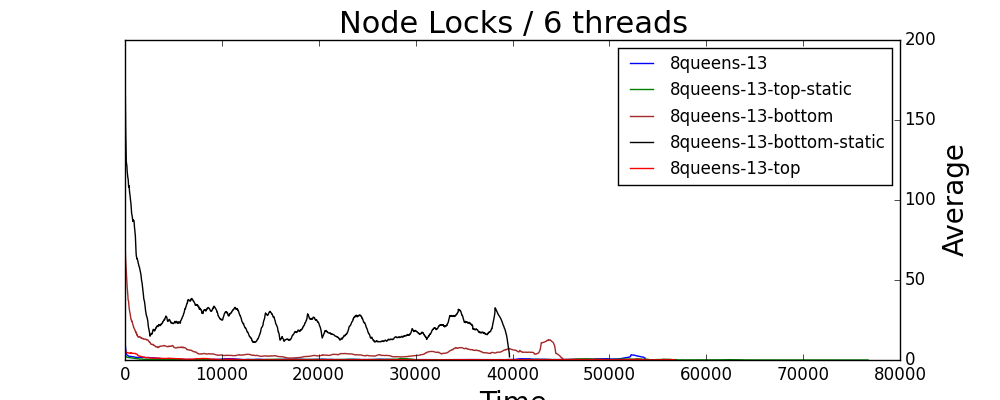 Node Locks / 6 threads
200
8queens-13
8queens-13-top-static
8queens-13-bottom
8queens-13-bottom-static
8queens-13-top
150
100
50
0
Average
0 10000 20000 30000 40000 50000 60000 70000 80000
Time